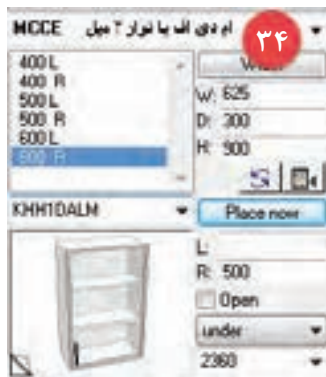 MCCE ام دی اف با نوار ۲ میل
۳۴
400 L
400 R
500 L
500 R
600 L
600 R
W: 625
D: 300
H: 900
KHH1DALM
Place now
L:
R: 500
Open
under
2360